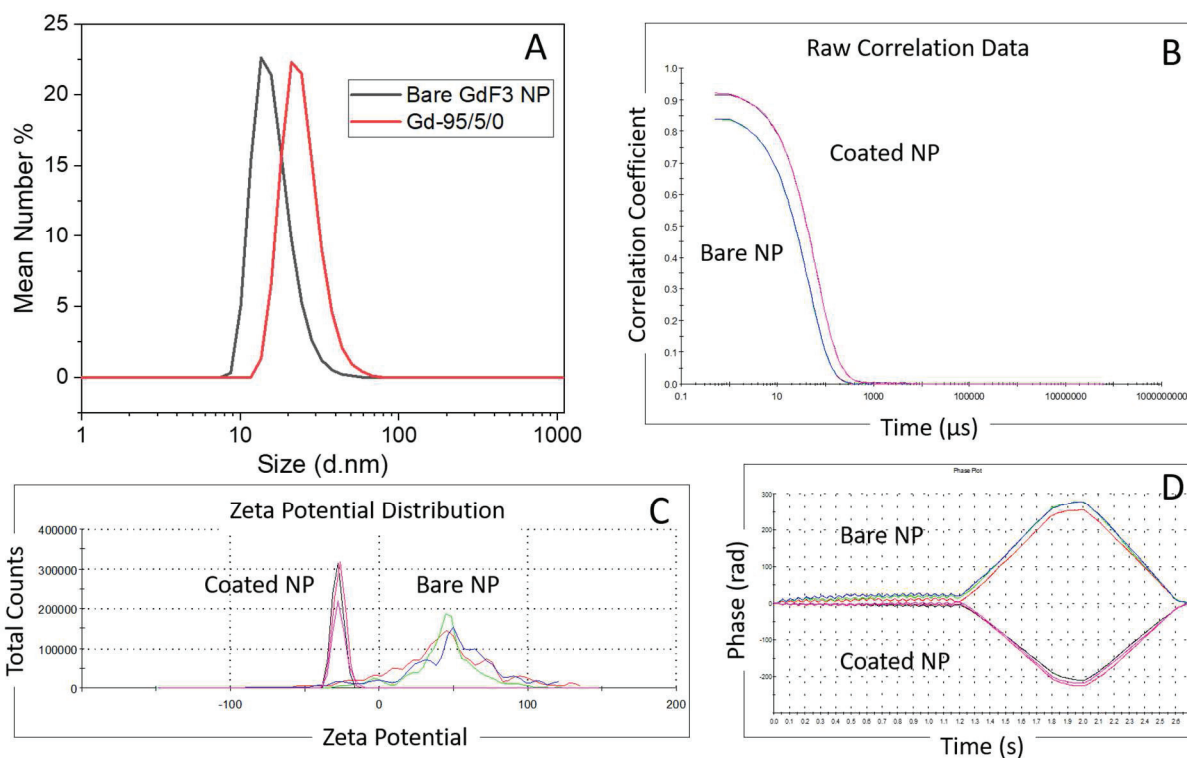 A
25
20
15
10
5
0
Mean Number %
Bare GdF3 NP
Gd-95/5/0
1
10
100
1000
Size (d.nm)
B
Raw Correlation Data
1.0
0.9
0.8
0.7
0.6
0.5
0.4
0.3
0.2
0.1
0.0
Correlation Coefficient
Coated NP
Bare NP
0.1
10
1000
100000
10000000
1000000000
Time (µs)
C
Zeta Potential Distribution
400000
300000
200000
100000
0
Total Counts
Coated NP
Bare NP
-100
0
100
200
Zeta Potential
D
Phase Plot
300
200
100
0
-100
-200
Phase (rad)
Bare NP
Coated NP
0.0 0.1 0.2 0.3 0.4 0.5 0.6 0.7 0.8 0.9 1.0 1.1 1.2 1.3 1.4 1.5 1.6 1.7 1.8 1.9 2.0 2.1 2.2 2.3 2.4 2.5 2.6
Time (s)